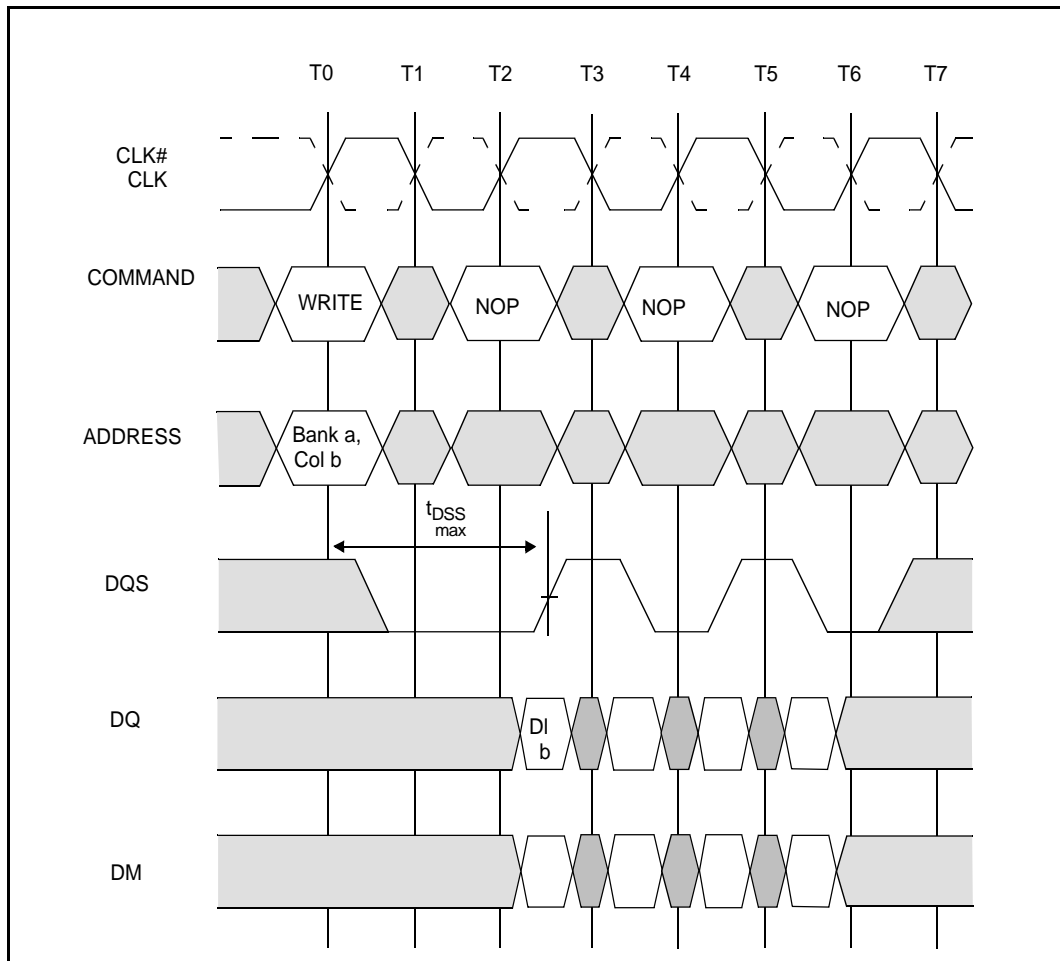 T0 T1 T2 T3 T4 T5 T6 T7
CLK#
CLK
COMMAND
WRITE NOP NOP NOP
ADDRESS
Bank a,
Col b
tDSS
max
DQS
DQ
DI
b
DM